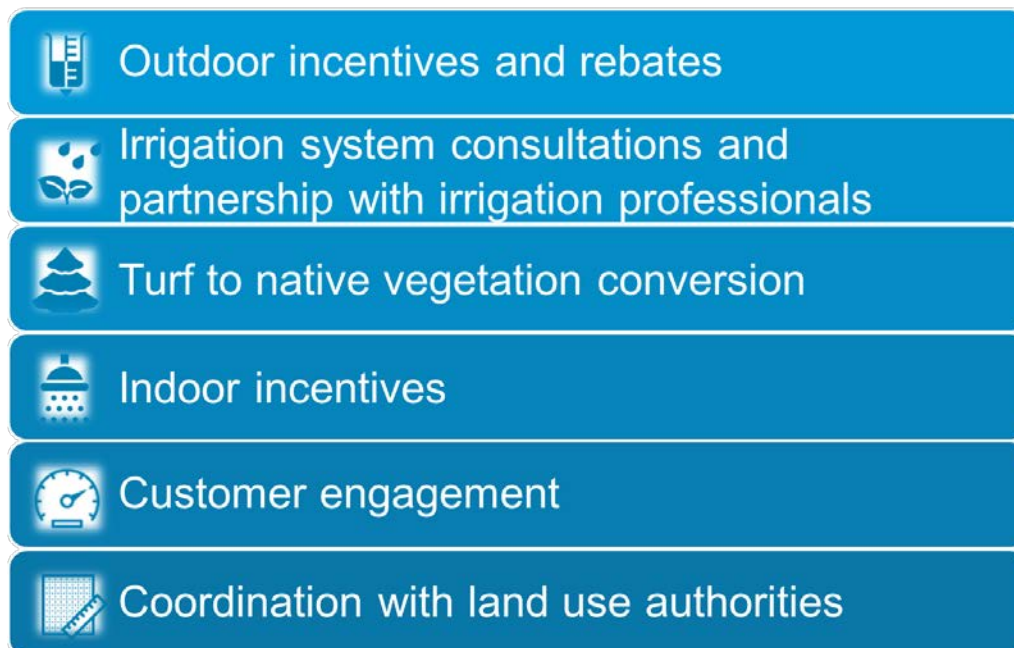 Outdoor incentives and rebates
Irrigation system consultations and
partnership with irrigation professionals
Turf to native vegetation conversion
Indoor incentives
Customer engagement
Coordination with land use authorities